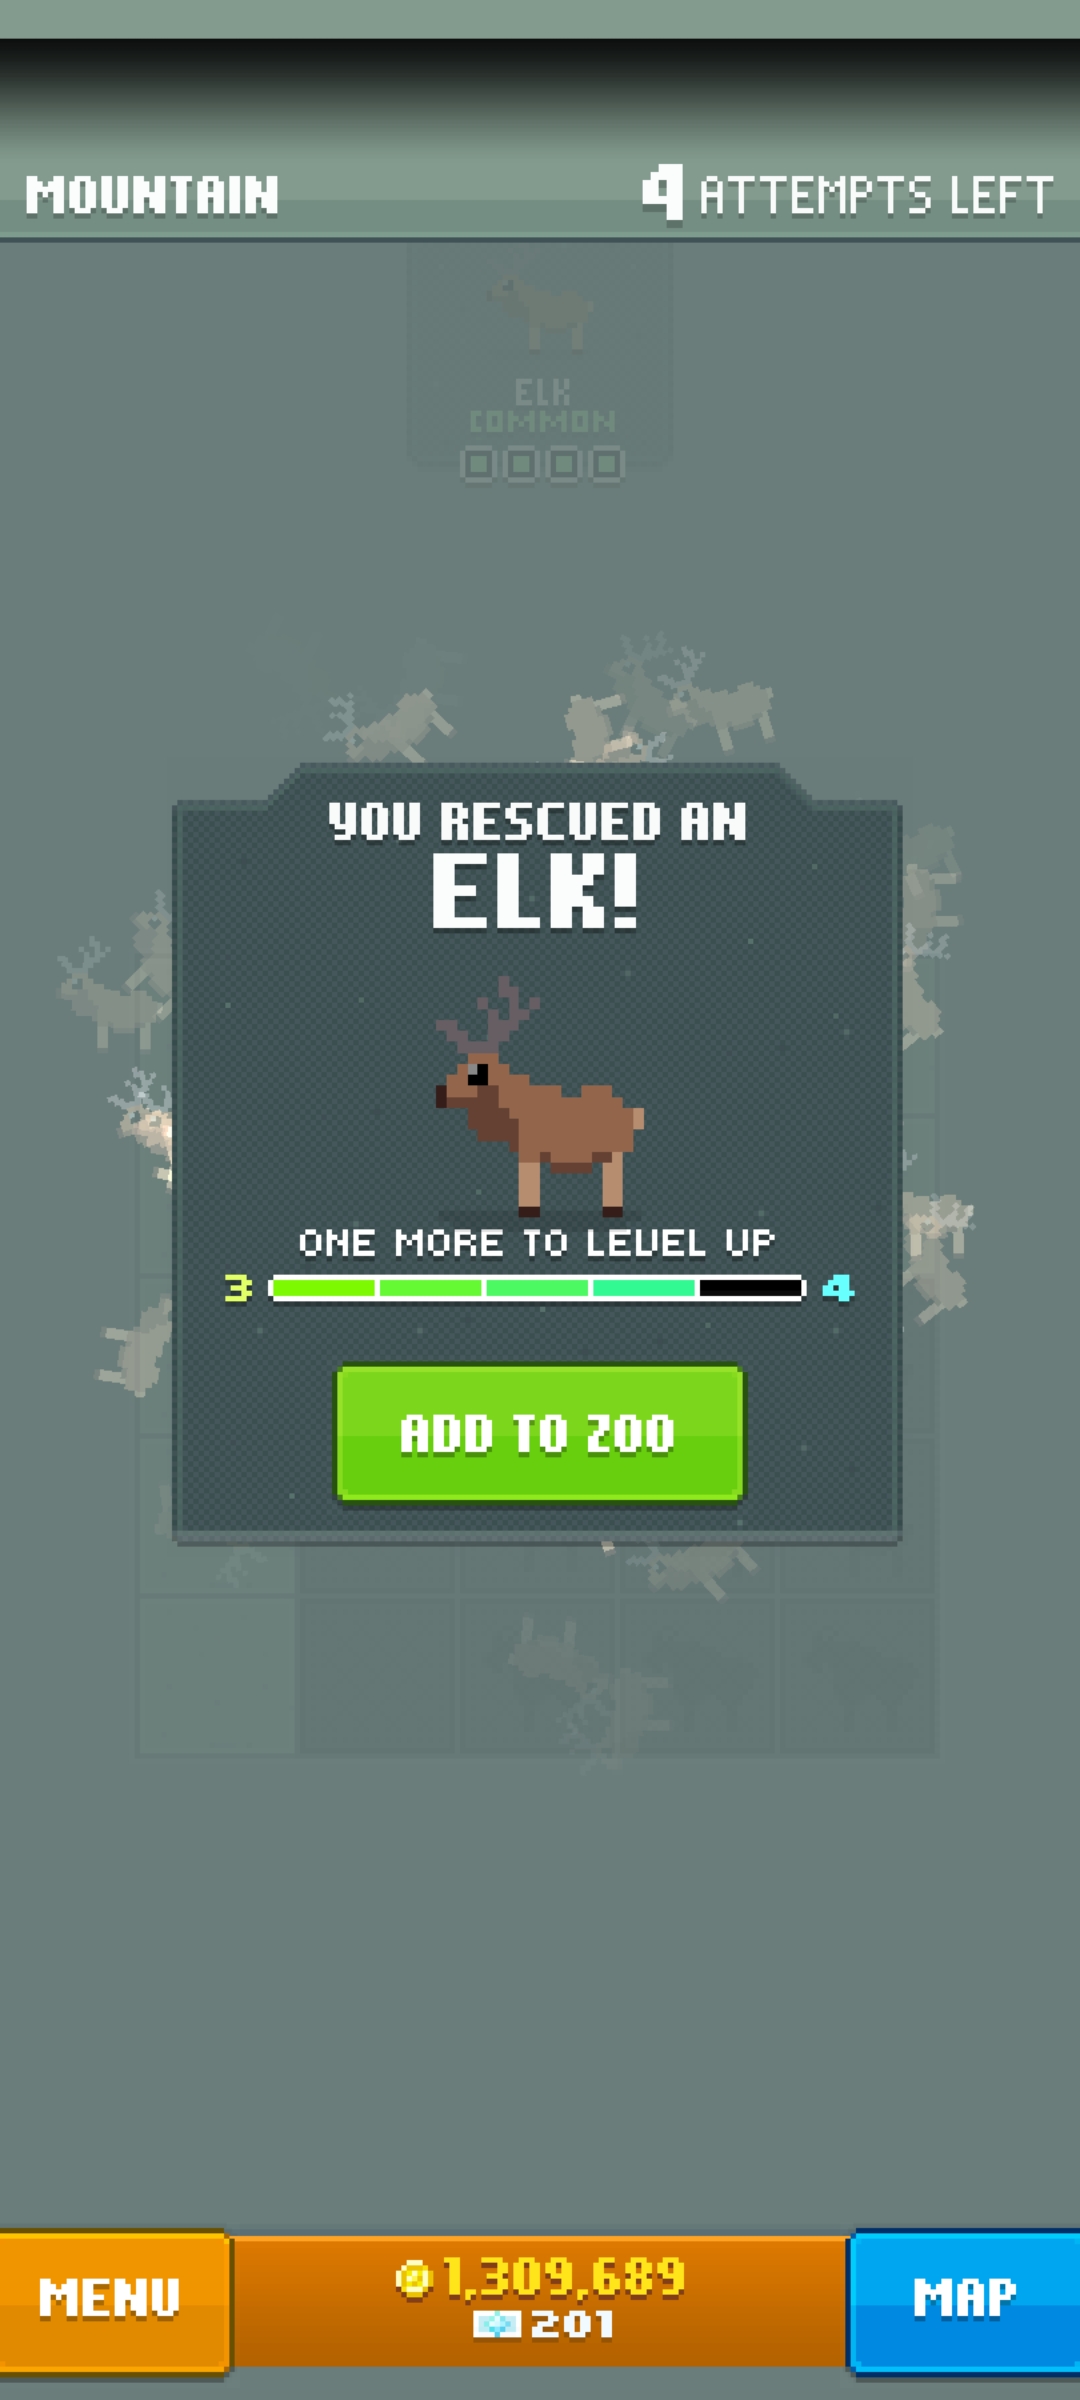 MOUNTAIN
4 ATTEMPTS LEFT
ELK
COMMON
YOU RESCUED AN
ELK!
ONE MORE TO LEVEL UP
3
4
ADD TO ZOO
MENU
1,309,689
201
MAP